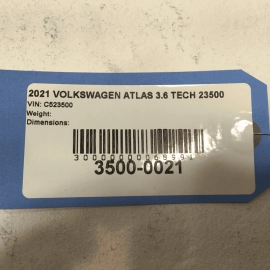 2021 VOLKSWAGEN ATLAS 3.6 TECH 23500
VIN: C523500
Weight:
Dimensions:
3500-0021